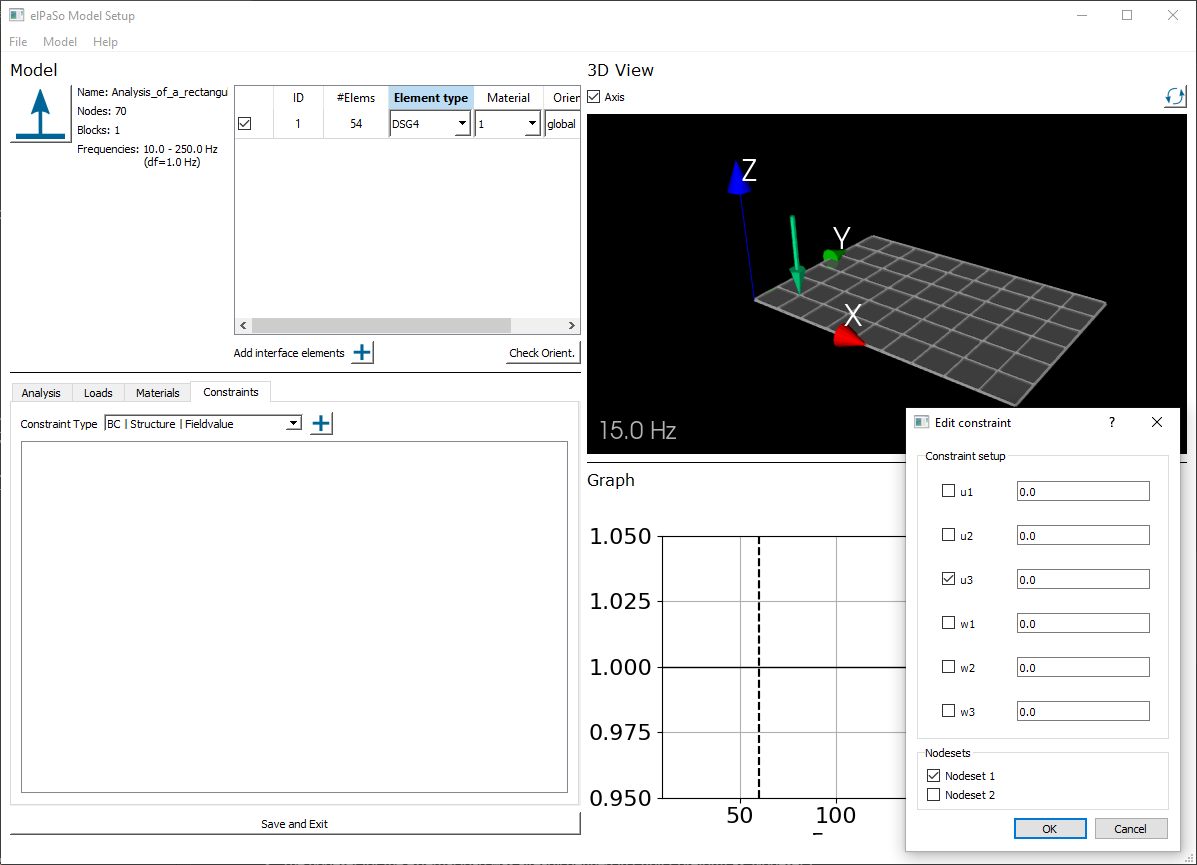 elPaSo Model Setup
File Model Help
Model
Name: Analysis_of_a_rectangu
Nodes: 70
Blocks: 1
Frequencies: 10.0 - 250.0 Hz
(df=1.0 Hz)
ID #Elems Element type Material Orien
1 54 DSG4 1 global
Add interface elements
Check Orient.
Analysis Loads Materials Constraints
Constraint Type BC | Structure | Fieldvalue
Save and Exit
3D View
Axis
Z
Y
X
15.0 Hz
Graph
1.050
1.025
1.000
0.975
0.950
50 100
Edit constraint ?
Constraint setup
u1 0.0
u2 0.0
u3 0.0
w1 0.0
w2 0.0
w3 0.0
Nodesets
Nodeset 1
Nodeset 2
OK Cancel